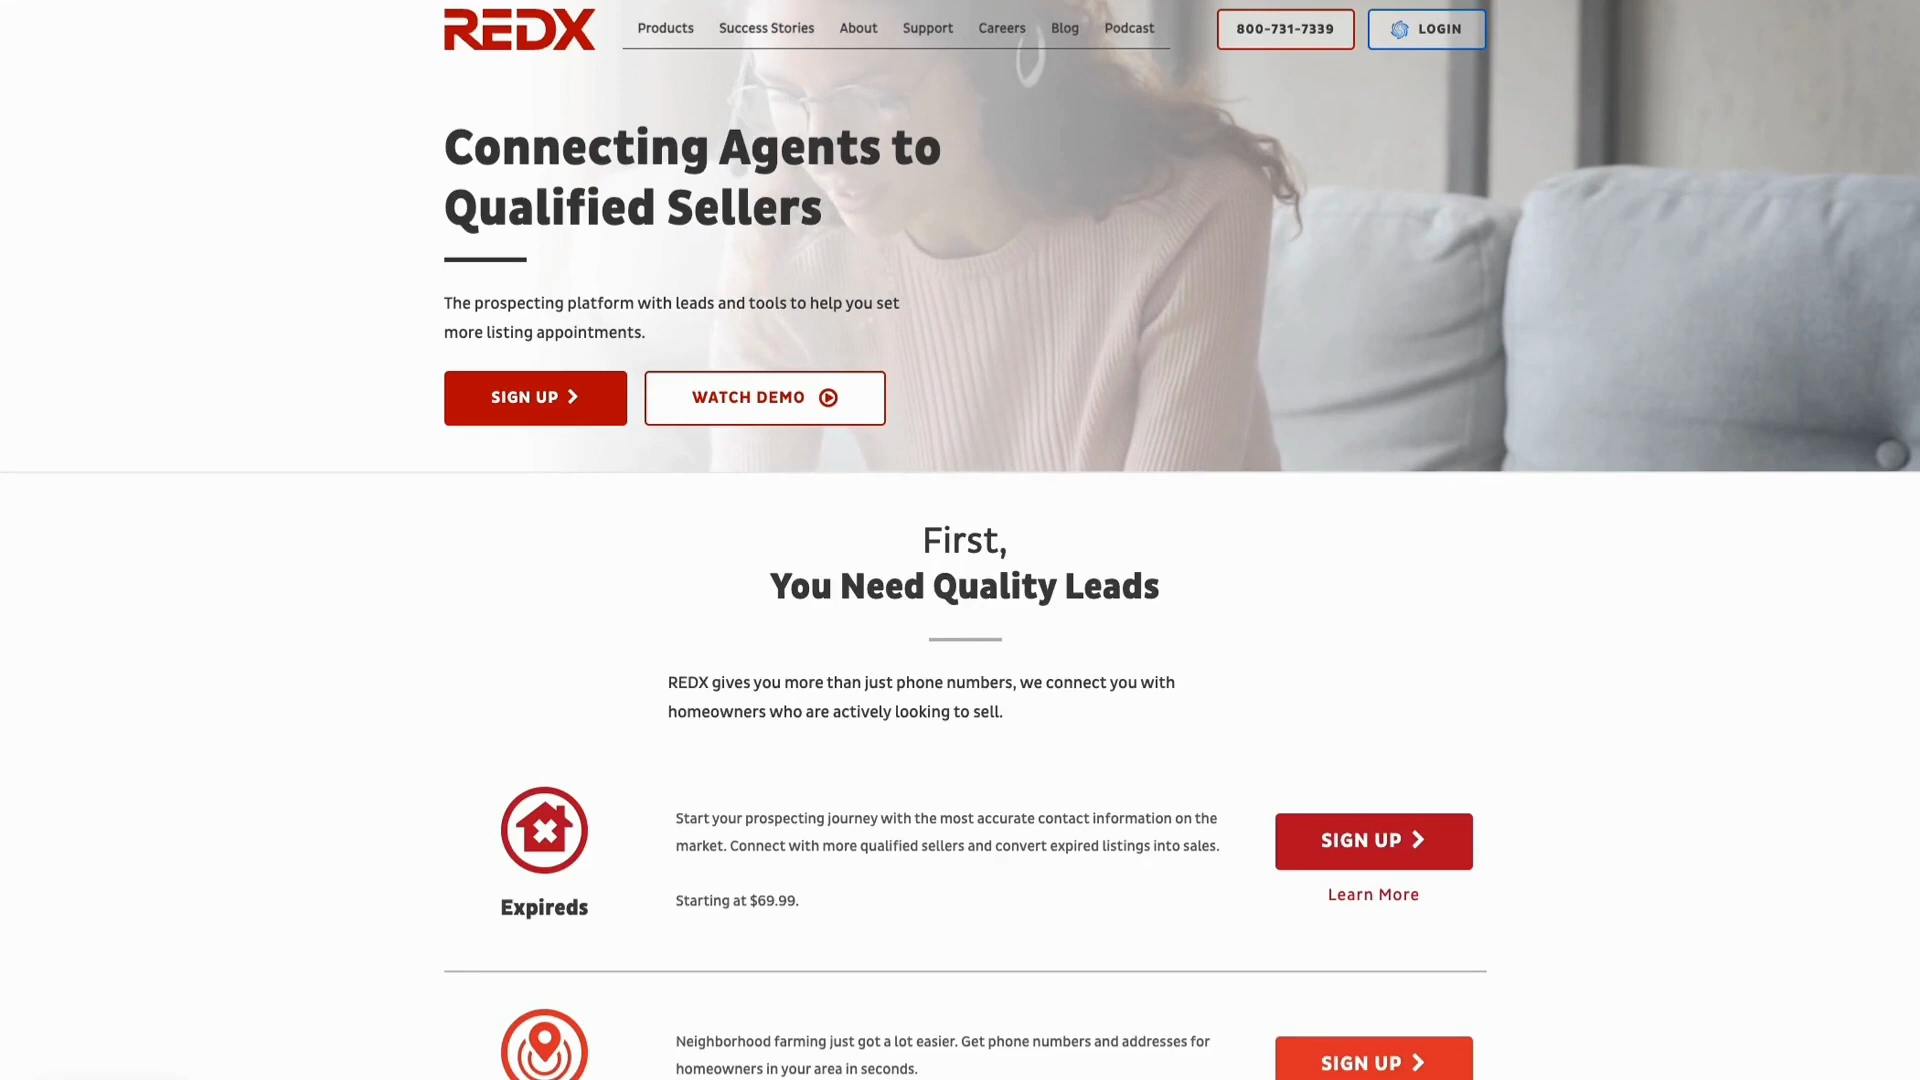 REDX
Products
Success Stories
About
Support
Careers
Blog
Podcast
800-731-7339
LOGIN
Connecting Agents to
Qualified Sellers
The prospecting platform with leads and tools to help you set
more listing appointments.
SIGN UP
WATCH DEMO
First,
You Need Quality Leads
REDX gives you more than just phone numbers, we connect you with
homeowners who are actively looking to sell.
Expireds
Start your prospecting journey with the most accurate contact information on the
market. Connect with more qualified sellers and convert expired listings into sales.
Starting at $69.99.
SIGN UP
Learn More
Neighborhood farming just got a lot easier. Get phone numbers and addresses for
homeowners in your area in seconds.
SIGN UP